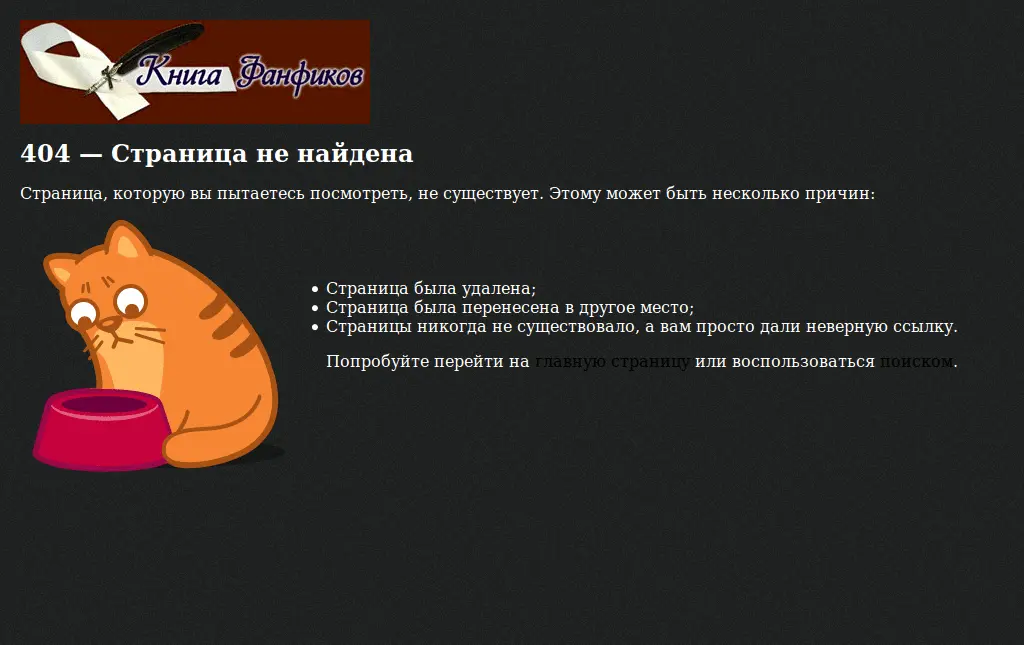 Книга Фанфиков
404 — Страница не найдена
Страница, которую вы пытаетесь посмотреть, не существует. Этому может быть несколько причин:
Страница была удалена;
Страница была перенесена в другое место;
Страницы никогда не существовало, а вам просто дали неверную ссылку.
Попробуйте перейти на главную страницу или воспользоваться поиском.